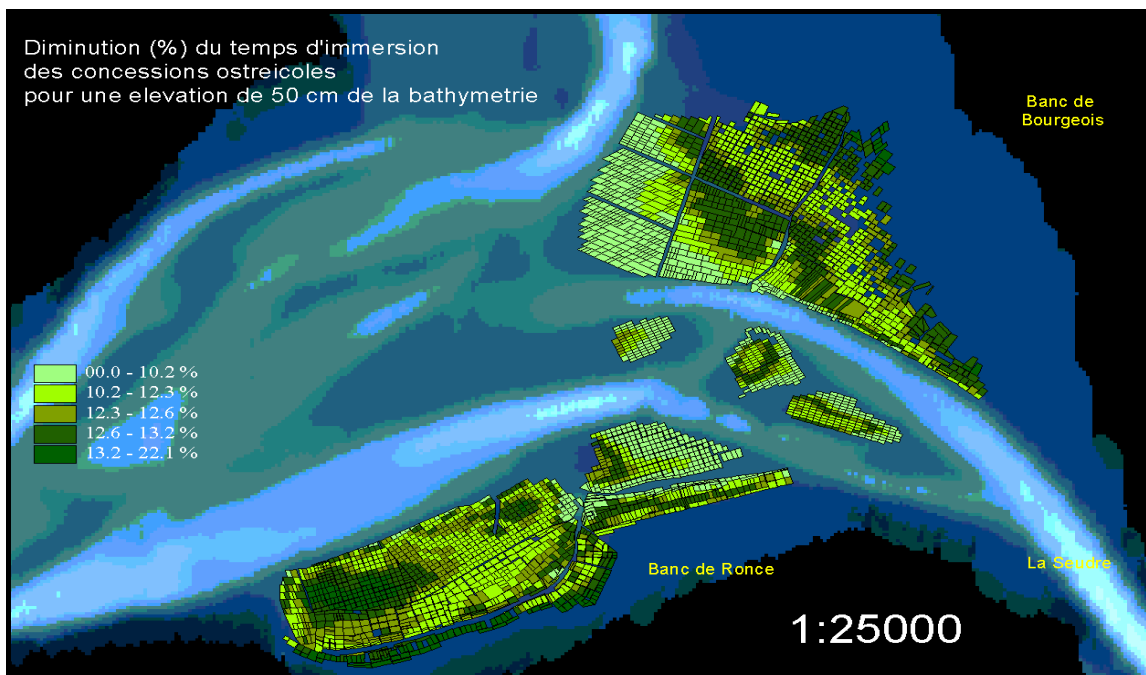 Diminution (%) du temps d'immersion
des concessions ostreicoles
pour une elevation de 50 cm de la bathymetrie
Banc de
Bourgeois
00.0 - 10.2 %
10.2 - 12.3 %
12.3 - 12.6 %
12.6 - 13.2 %
13.2 - 22.1 %
Banc de Ronce
La Seudre
1:25000